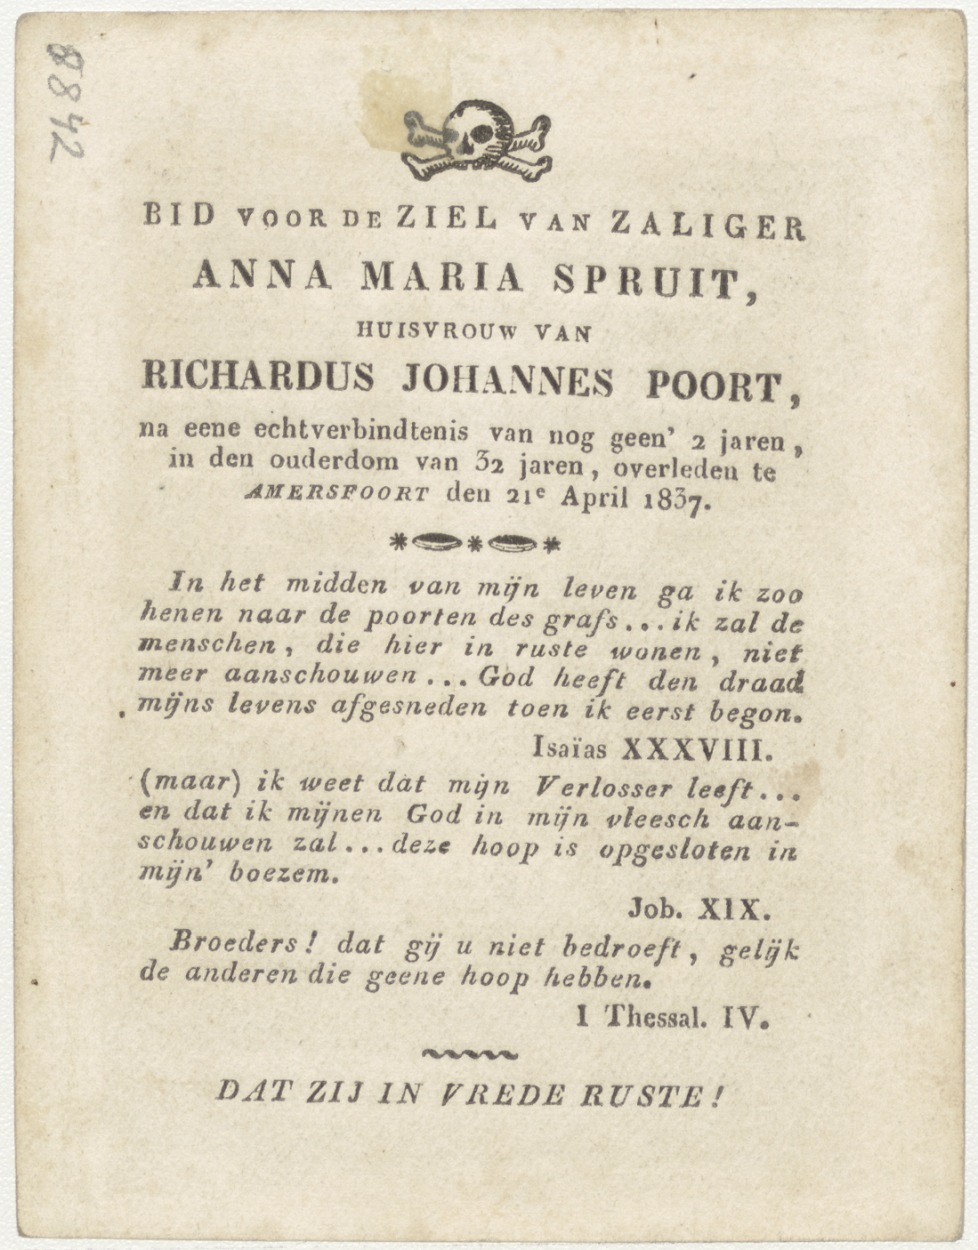 8842
BID VOOR DE ZIEL VAN ZALIGER
ANNA MARIA SPRUIT,
HUISVROUW VAN
RICHARDUS JOHANNES POORT,
na eene echtverbindtenis van nog geen' 2 jaren,
in den ouderdom van 32 jaren, overleden te
AMERSFOORT den 21e April 1837.
In het midden van mijn leven ga ik zoo
henen naar de poorten des grafs...ik zal de
menschen, die hier in ruste wonen, niet
meer aanschouwen...God heeft den draad
mijns levens afgesneden toen ik eerst begon.
Isaïas XXXVIII.
(maar) ik weet dat mijn Verlosser leeft...
en dat ik mijnen God in mijn vleesch aan-
schouwen zal...deze hoop is opgesloten in
mijn' boezem.
Job. XIX.
Broeders! dat gij u niet bedroeft, gelijk
de anderen die geene hoop hebben.
I Thessal. IV.
DAT ZIJ IN VREDE RUSTE!